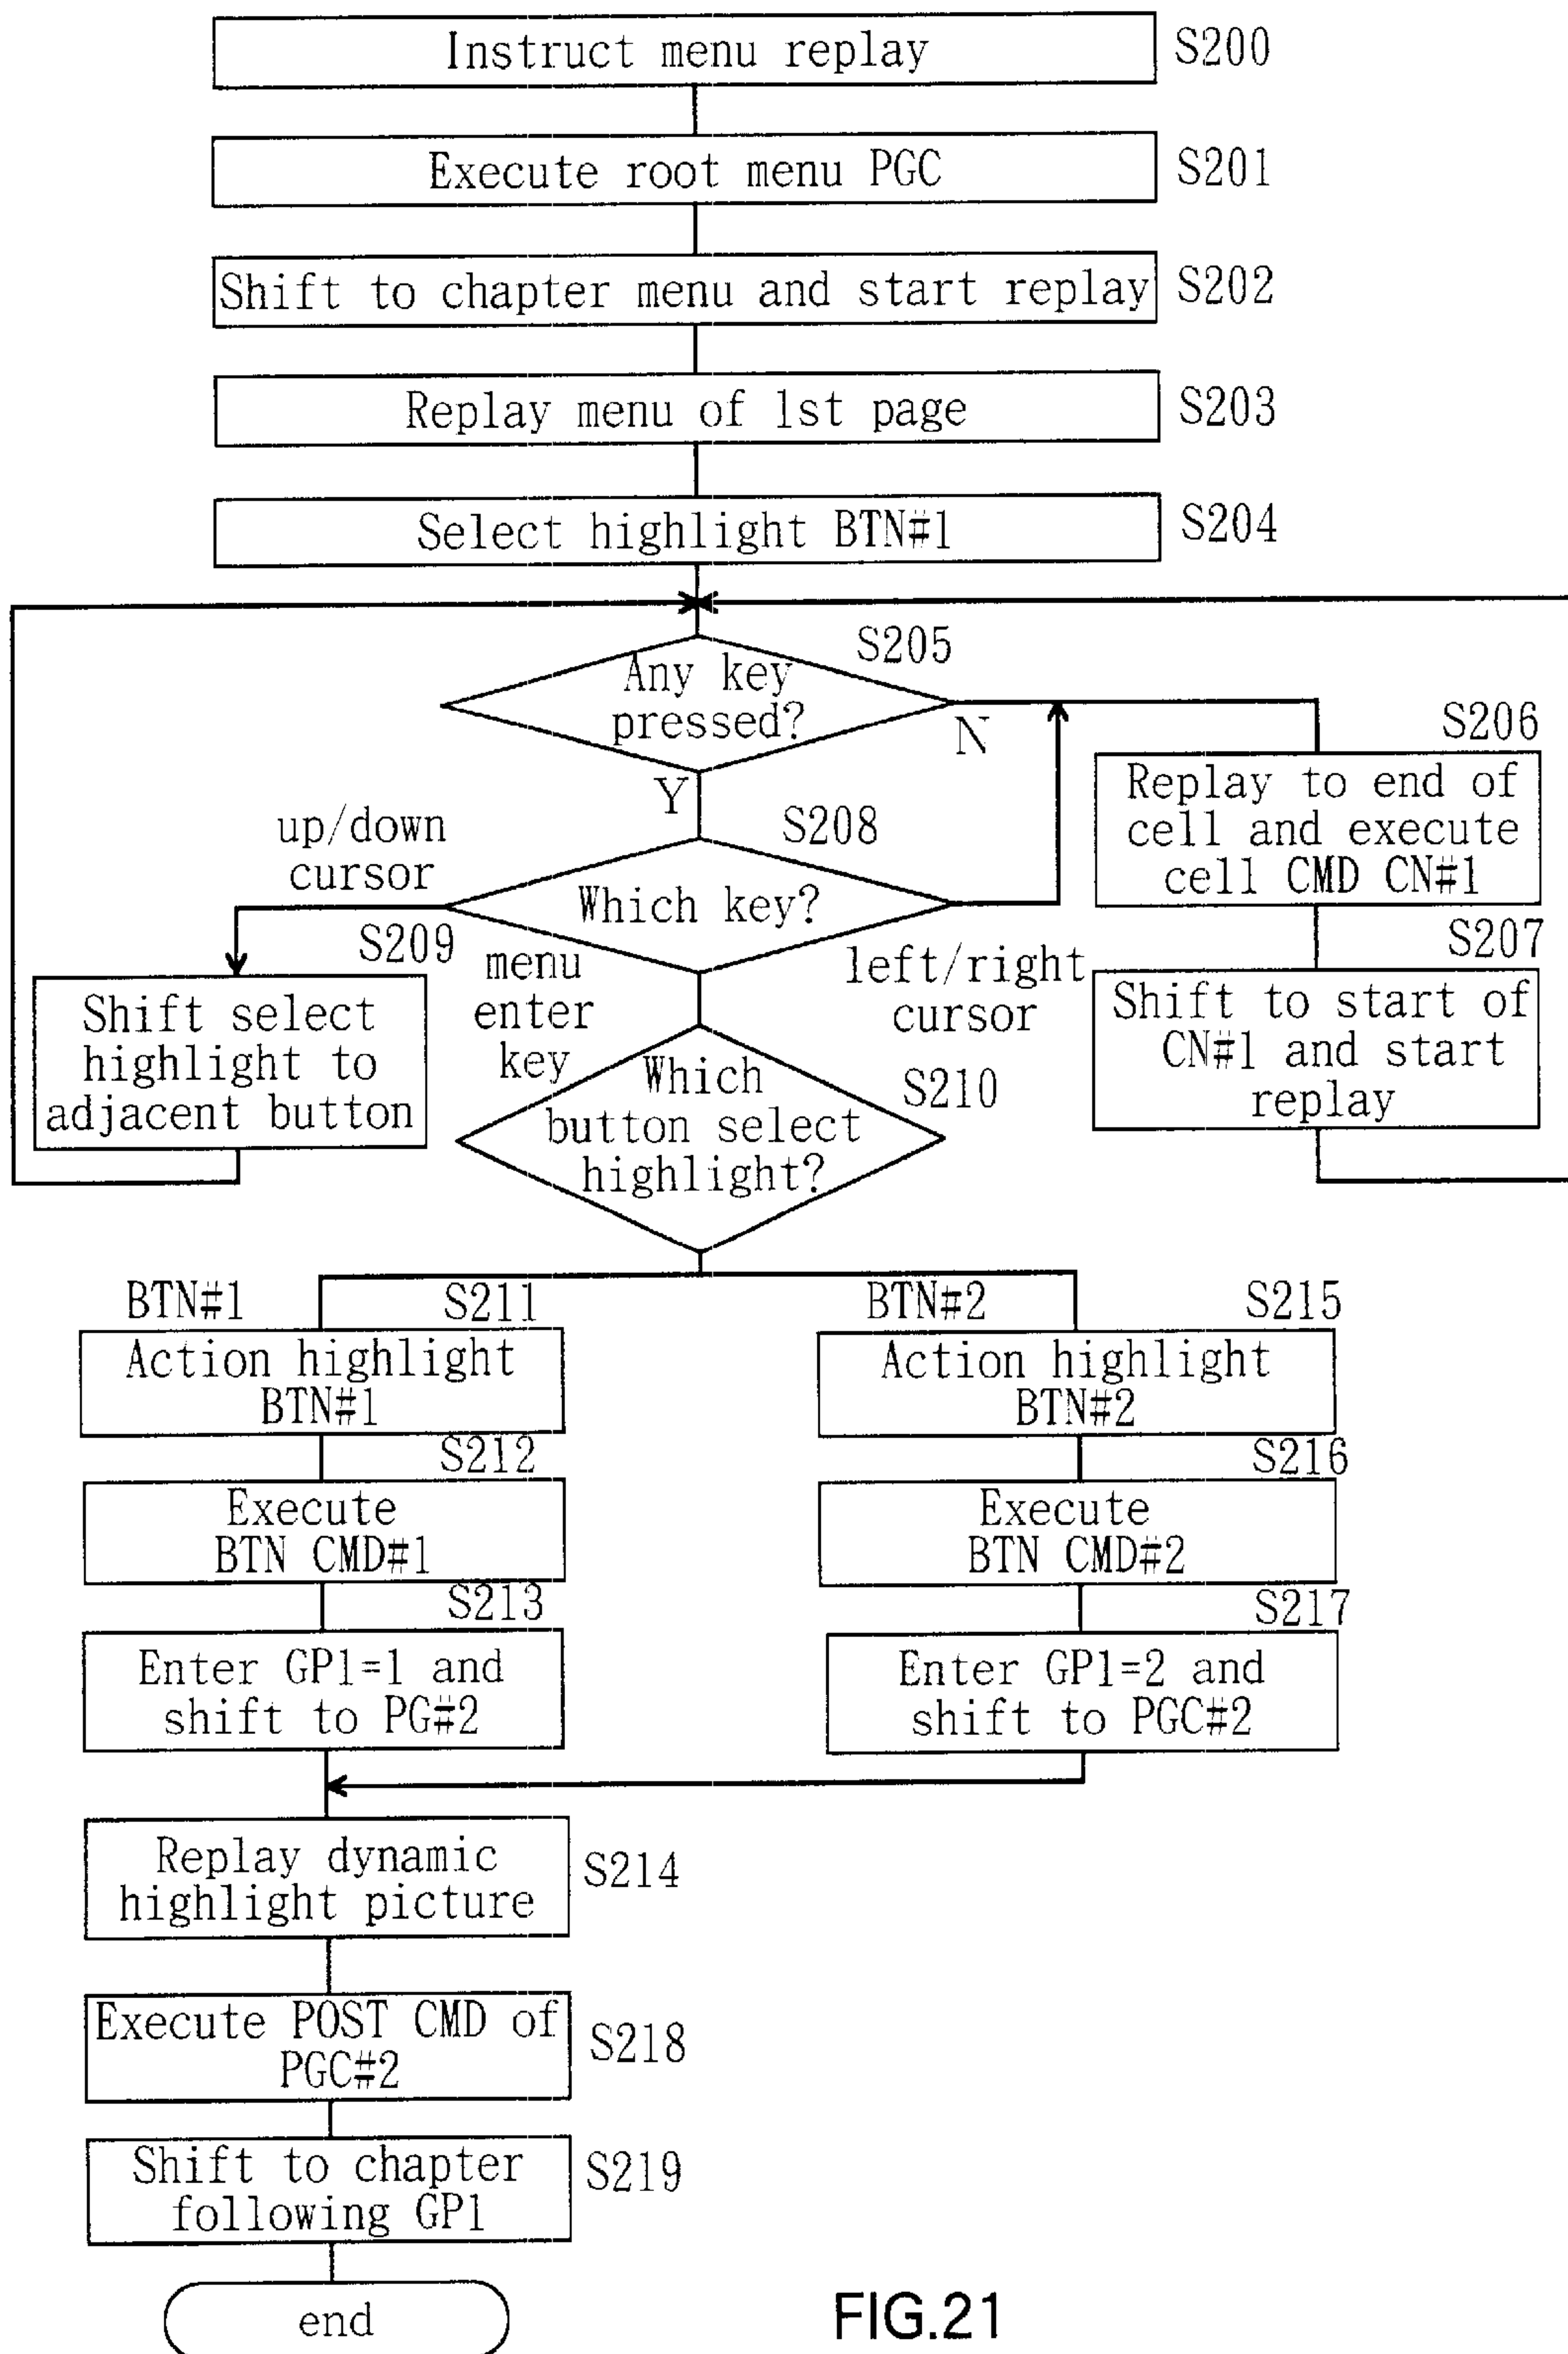 Instruct menu replay
S200
Execute root menu PGC
S201
Shift to chapter menu and start replay
S202
Replay menu of 1st page
S203
Select highlight BTN#1
S204
S205
Any key
pressed?
N
Y
S206
Replay to end of
cell and execute
cell CMD CN#1
S207
Shift to start of
CN#1 and start
replay
S208
Which key?
up/down
cursor
S209
Shift select
highlight to
adjacent button
menu
enter
key
left/right
cursor
S210
Which
button select
highlight?
BTN#1
S211
Action highlight
BTN#1
S212
Execute
BTN CMD#1
S213
Enter GP1=1 and
shift to PG#2
BTN#2
S215
Action highlight
BTN#2
S216
Execute
BTN CMD#2
S217
Enter GP1=2 and
shift to PGC#2
Replay dynamic
highlight picture
S214
Execute POST CMD of
PGC#2
S218
Shift to chapter
following GP1
S219
end
FIG.21